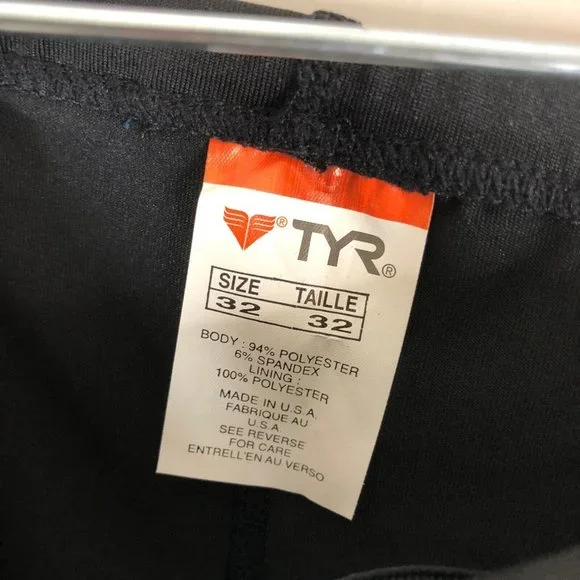 ® TYR®
SIZE TAILLE
32 32
BODY : 94% POLYESTER
6% SPANDEX
LINING :
100% POLYESTER
MADE IN U.S.A
FABRIQUE AU
U.S.A
SEE REVERSE
FOR CARE
ENTRELL'EN AU VERSO